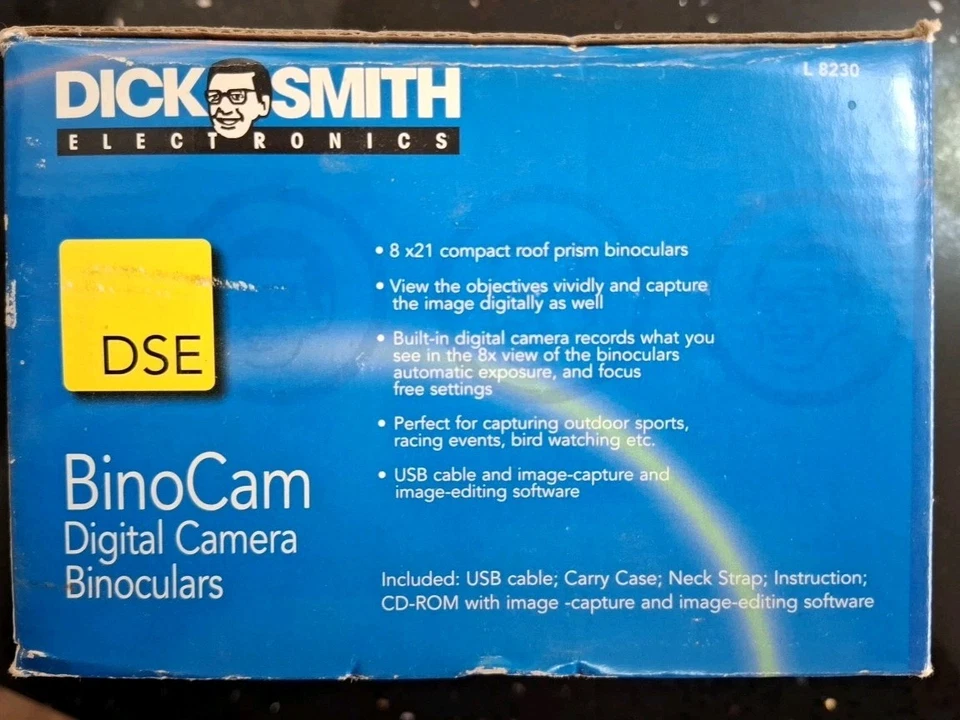 DICK SMITH
ELECTRONICS
L 8230
DSE
BinoCam
Digital Camera
Binoculars
• 8 x21 compact roof prism binoculars
• View the objectives vividly and capture
the image digitally as well
• Built-in digital camera records what you
see in the 8x view of the binoculars
automatic exposure, and focus
free settings
• Perfect for capturing outdoor sports,
racing events, bird watching etc.
• USB cable and image-capture and
image-editing software
Included: USB cable; Carry Case; Neck Strap; Instruction;
CD-ROM with image -capture and image-editing software